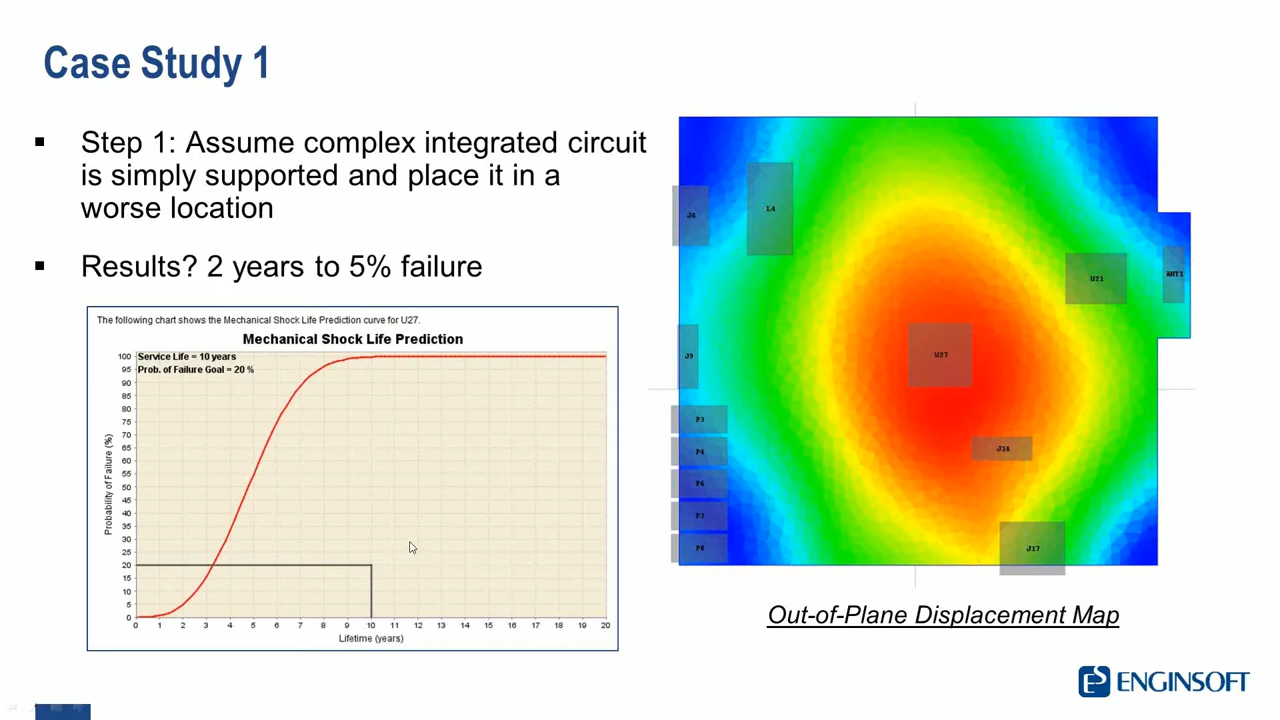 Case Study 1
Step 1: Assume complex integrated circuit
is simply supported and place it in a
worse location
Results? 2 years to 5% failure
The following chart shows the Mechanical Shock Life Prediction curve for U27.
Mechanical Shock Life Prediction
Service Life = 10 years
Prob. of Failure Goal = 20 %
100
95
90
85
80
75
70
65
60
55
50
45
40
35
30
25
20
15
10
5
0
Probability of Failure (%)
0 1 2 3 4 5 6 7 8 9 10 11 12 13 14 15 16 17 18 19 20
Lifetime (years)
J4
L4
U21
ANT1
J9
U27
P3
P4
P6
P7
P8
J17
Out-of-Plane Displacement Map
ENGINSOFT